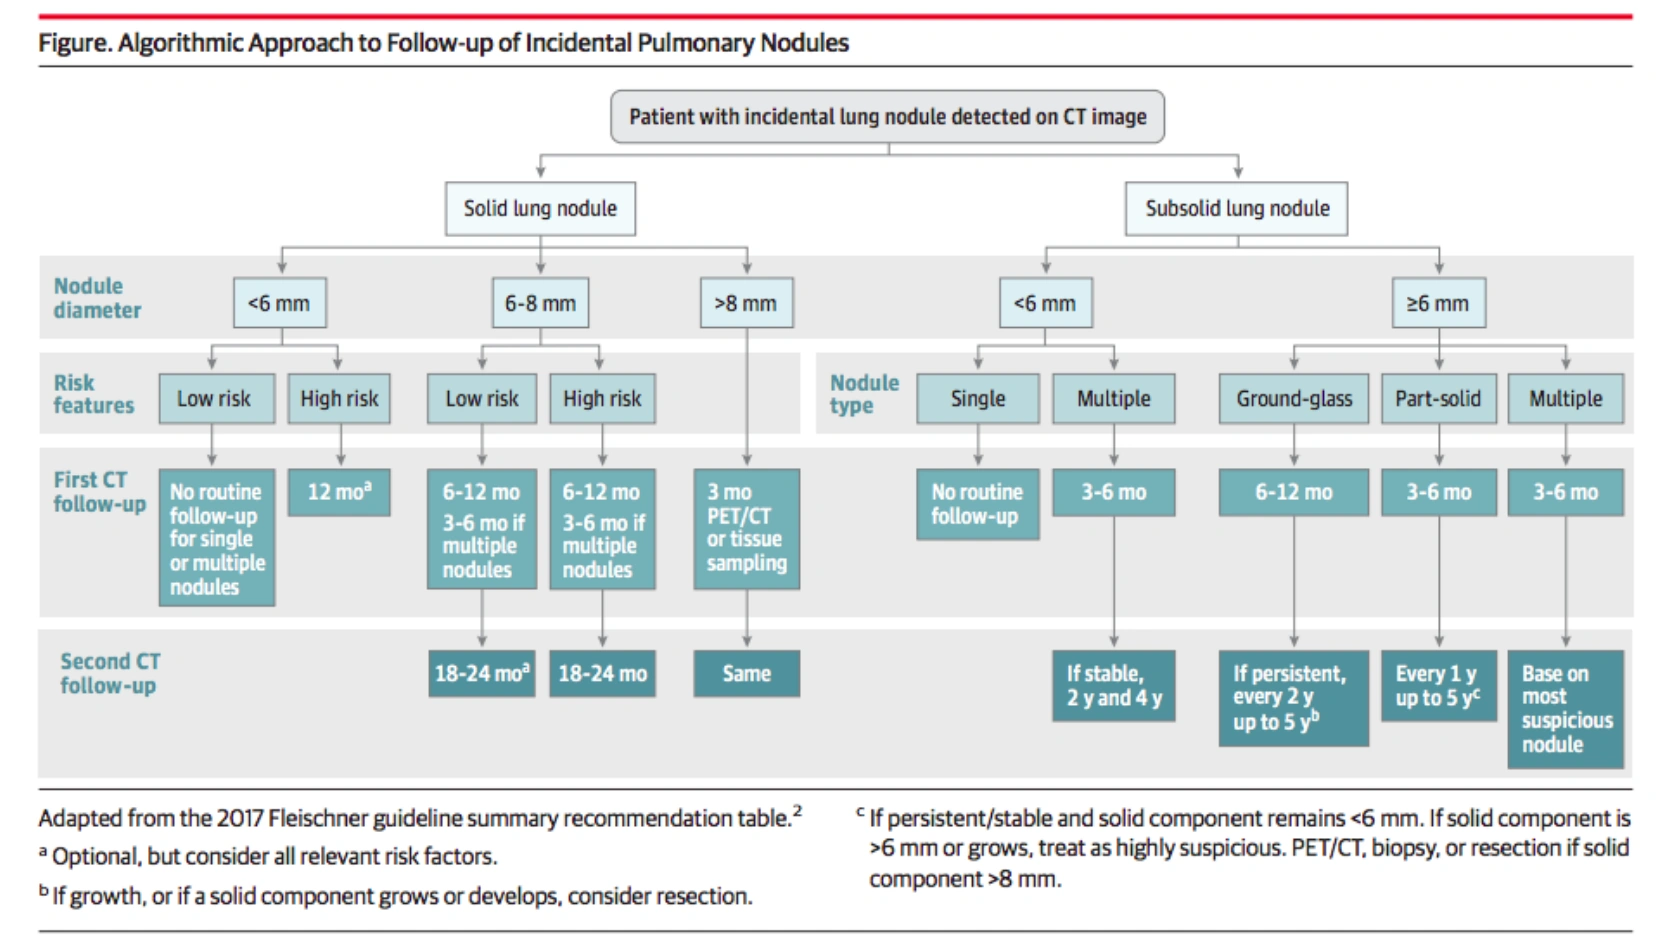 Figure. Algorithmic Approach to Follow-up of Incidental Pulmonary Nodules
Patient with incidental lung nodule detected on CT image
Solid lung nodule
Subsolid lung nodule
Nodule
diameter
<6 mm
6-8 mm
>8 mm
<6 mm
≥6 mm
Risk
features
Low risk
High risk
Low risk
High risk
Nodule
type
Single
Multiple
Ground-glass
Part-solid
Multiple
First CT
follow-up
No routine
follow-up
for single
or multiple
nodules
12 moᵃ
6-12 mo
3-6 mo if
multiple
nodules
6-12 mo
3-6 mo if
multiple
nodules
3 mo
PET/CT
or tissue
sampling
No routine
follow-up
3-6 mo
6-12 mo
3-6 mo
3-6 mo
Second CT
follow-up
18-24 moᵃ
18-24 mo
Same
If stable,
2 y and 4 y
If persistent,
every 2 y
up to 5 yᵇ
Every 1 y
up to 5 yᶜ
Base on
most
suspicious
nodule
Adapted from the 2017 Fleischner guideline summary recommendation table.²
ᵃ Optional, but consider all relevant risk factors.
ᵇ If growth, or if a solid component grows or develops, consider resection.
ᶜ If persistent/stable and solid component remains <6 mm. If solid component is
>6 mm or grows, treat as highly suspicious. PET/CT, biopsy, or resection if solid
component >8 mm.